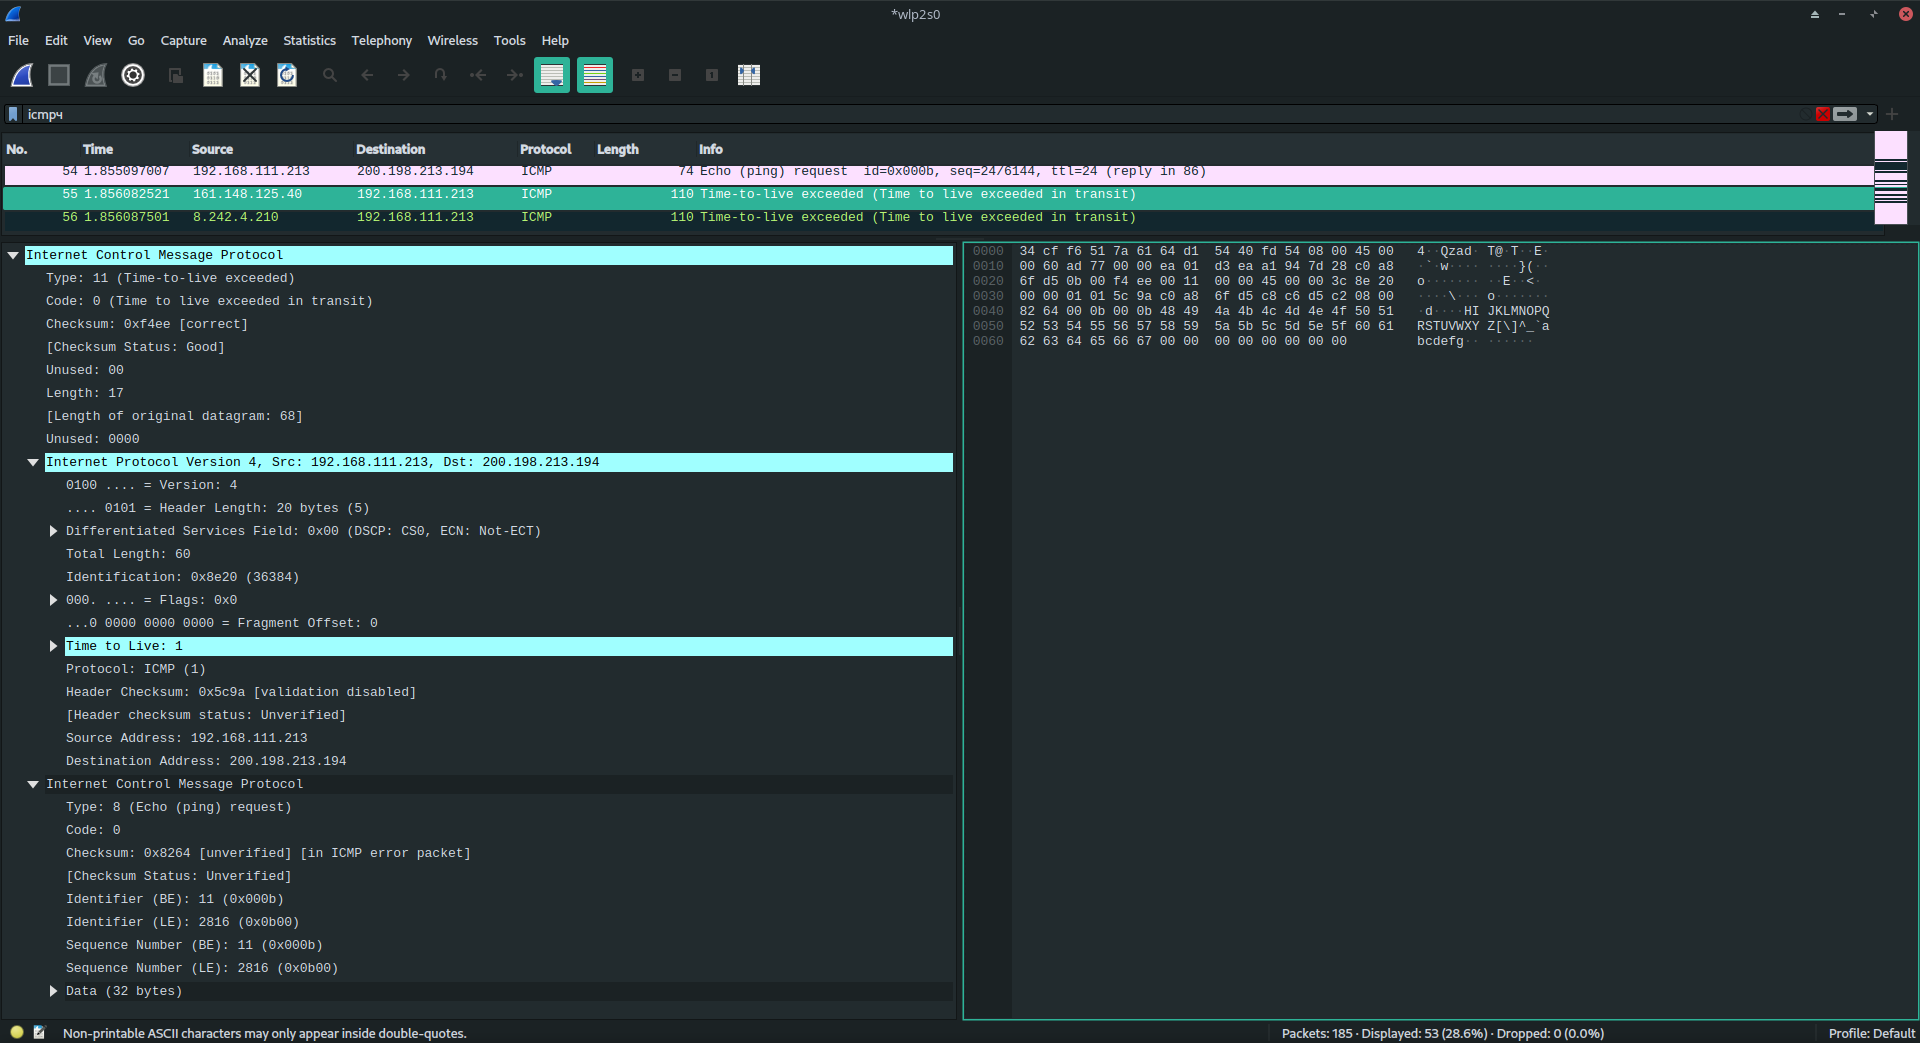 *wlp2s0
File Edit View Go Capture Analyze Statistics Telephony Wireless Tools Help
icmpч
No. Time Source Destination Protocol Length Info
54 1.855097007 192.168.111.213 200.198.213.194 ICMP 74 Echo (ping) request  id=0x000b, seq=24/6144, ttl=24 (reply in 86)
55 1.856082521 161.148.125.40 192.168.111.213 ICMP 110 Time-to-live exceeded (Time to live exceeded in transit)
56 1.856087501 8.242.4.210 192.168.111.213 ICMP 110 Time-to-live exceeded (Time to live exceeded in transit)
Internet Control Message Protocol
Type: 11 (Time-to-live exceeded)
Code: 0 (Time to live exceeded in transit)
Checksum: 0xf4ee [correct]
[Checksum Status: Good]
Unused: 00
Length: 17
[Length of original datagram: 68]
Unused: 0000
Internet Protocol Version 4, Src: 192.168.111.213, Dst: 200.198.213.194
0100 .... = Version: 4
.... 0101 = Header Length: 20 bytes (5)
Differentiated Services Field: 0x00 (DSCP: CS0, ECN: Not-ECT)
Total Length: 60
Identification: 0x8e20 (36384)
000. .... = Flags: 0x0
...0 0000 0000 0000 = Fragment Offset: 0
Time to Live: 1
Protocol: ICMP (1)
Header Checksum: 0x5c9a [validation disabled]
[Header checksum status: Unverified]
Source Address: 192.168.111.213
Destination Address: 200.198.213.194
Internet Control Message Protocol
Type: 8 (Echo (ping) request)
Code: 0
Checksum: 0x8264 [unverified] [in ICMP error packet]
[Checksum Status: Unverified]
Identifier (BE): 11 (0x000b)
Identifier (LE): 2816 (0x0b00)
Sequence Number (BE): 11 (0x000b)
Sequence Number (LE): 2816 (0x0b00)
Data (32 bytes)
0000 34 cf f6 51 7a 61 64 d1 54 40 fd 54 08 00 45 00 4··Qzad· T@·T··E·
0010 00 60 ad 77 00 00 ea 01 d3 ea a1 94 7d 28 c0 a8 ·`·w···· ····}(··
0020 6f d5 0b 00 f4 ee 00 11 00 00 45 00 00 3c 8e 20 o······· ··E··<· 
0030 00 00 01 01 5c 9a c0 a8 6f d5 c8 c6 d5 c2 08 00 ····\··· o·······
0040 82 64 00 0b 00 0b 48 49 4a 4b 4c 4d 4e 4f 50 51 ·d····HI JKLMNOPQ
0050 52 53 54 55 56 57 58 59 5a 5b 5c 5d 5e 5f 60 61 RSTUVWXY Z[\]^_`a
0060 62 63 64 65 66 67 00 00 00 00 00 00 00 00 bcdefg·· ······
Non-printable ASCII characters may only appear inside double-quotes.
Packets: 185 · Displayed: 53 (28.6%) · Dropped: 0 (0.0%)
Profile: Default